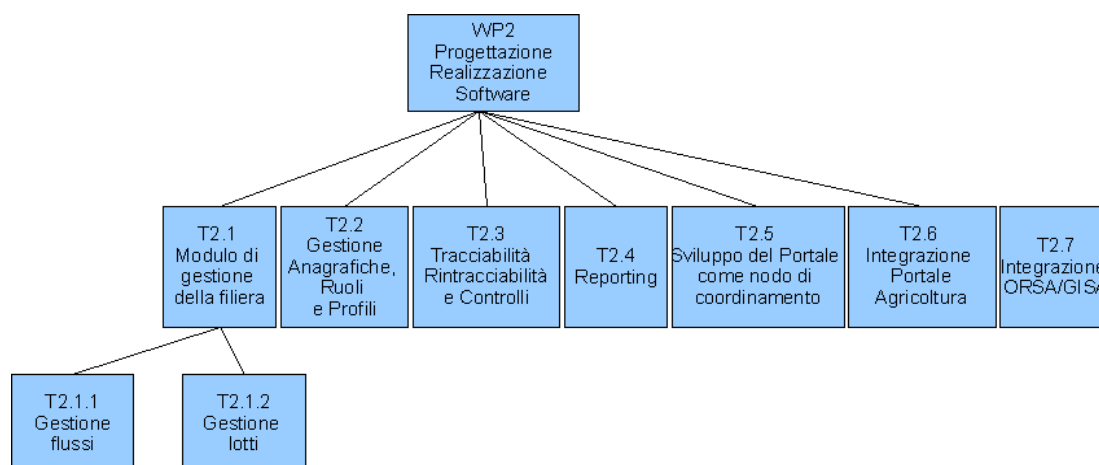 WP2
Progettazione
Realizzazione
Software
T2.1
Modulo di
gestione
della filiera
T2.2
Gestione
Anagrafiche,
Ruoli
e Profili
T2.3
Tracciabilità
Rintracciabilità
e Controlli
T2.4
Reporting
T2.5
Sviluppo del Portale
come nodo di
coordinamento
T2.6
Integrazione
Portale
Agricoltura
T2.7
Integrazione
ORSA/GISA
T2.1.1
Gestione
flussi
T2.1.2
Gestione
lotti